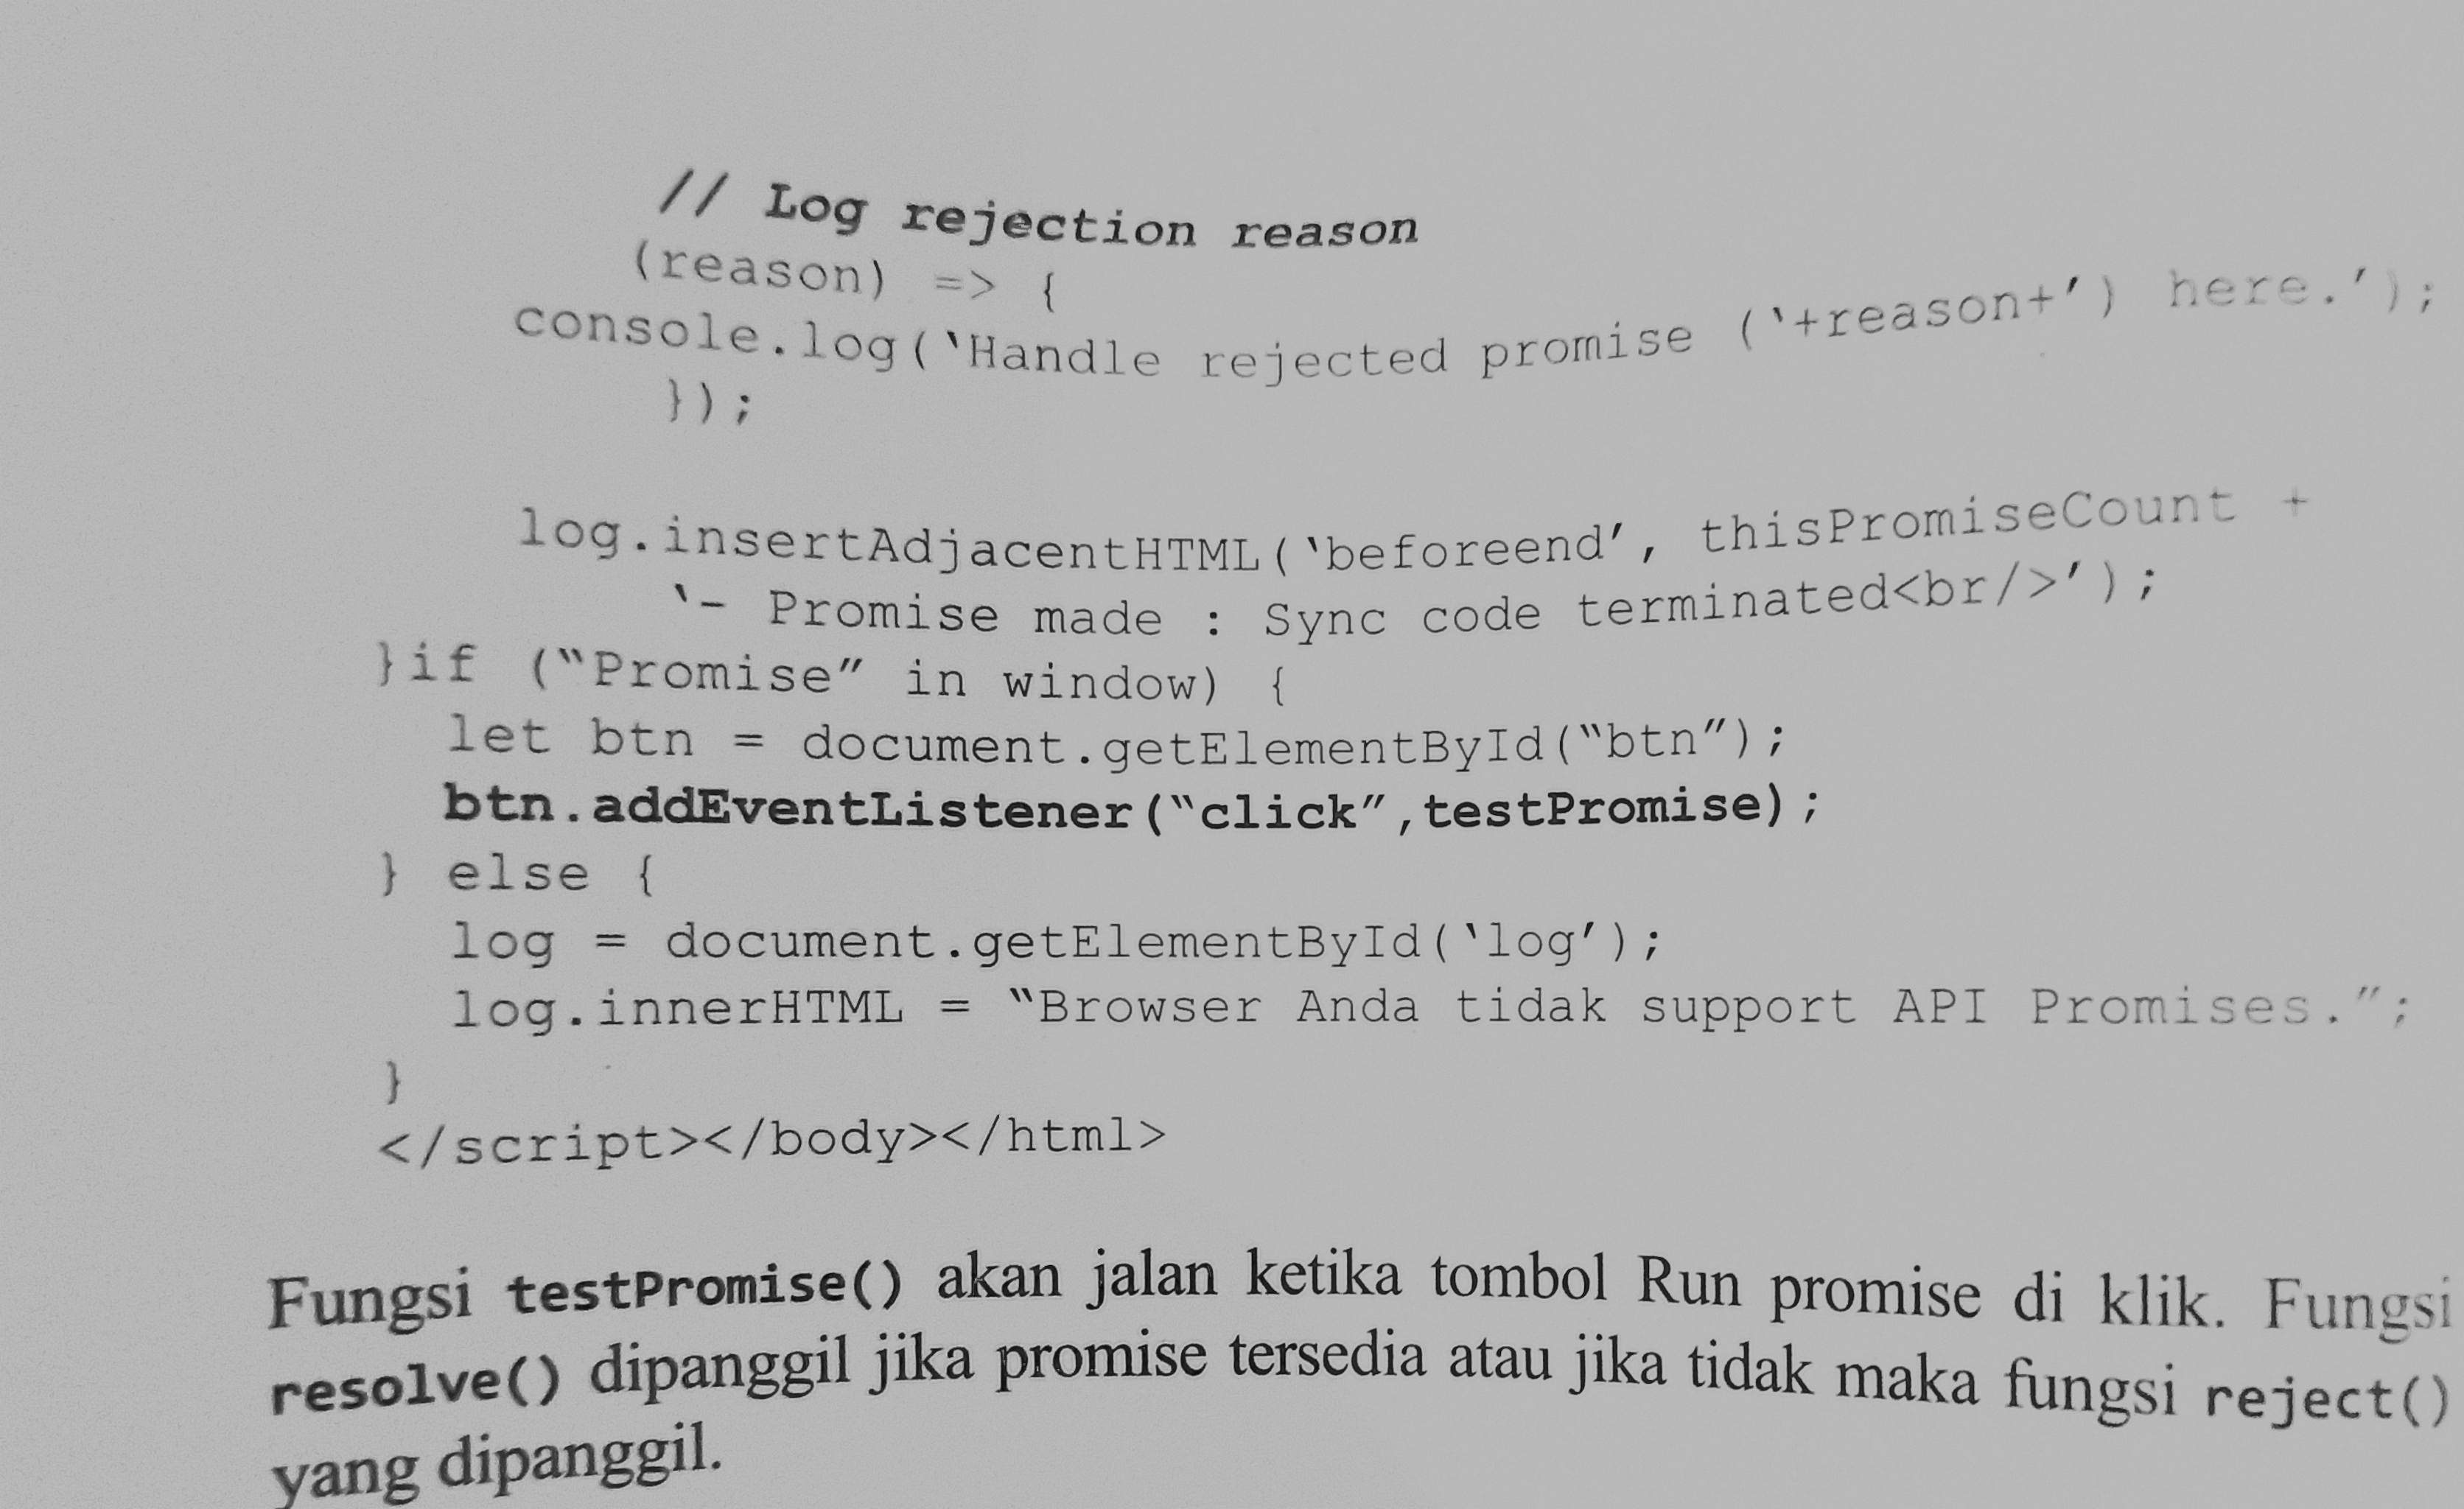 // Log rejection reason
(reason) => {
console.log(‘Handle rejected promise (‘+reason+’) here.’);
});
log.insertAdjacentHTML(‘beforeend’, thisPromiseCount +
‘- Promise made : Sync code terminated<br/>’);
}if (“Promise” in window) {
let btn = document.getElementById(“btn”);
btn.addEventListener(“click”,testPromise);
} else {
log = document.getElementById(‘log’);
log.innerHTML = “Browser Anda tidak support API Promises.”;
}
</script></body></html>
Fungsi testPromise() akan jalan ketika tombol Run promise di klik. Fungsi
resolve() dipanggil jika promise tersedia atau jika tidak maka fungsi reject()
yang dipanggil.